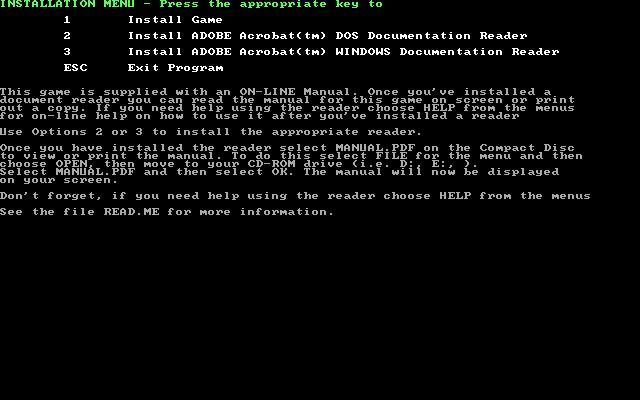 INSTALLATION MENU - Press the appropriate key to
1 Install Game
2 Install ADOBE Acrobat(tm) DOS Documentation Reader
3 Install ADOBE Acrobat(tm) WINDOWS Documentation Reader
ESC Exit Program
This game is supplied with an ON-LINE Manual. Once you've installed a
document reader you can read the manual for this game on screen or print
out a copy. If you need help using the reader choose HELP from the menus
for on-line help on how to use it after you've installed a reader
Use Options 2 or 3 to install the appropriate reader.
Once you have installed the reader select MANUAL.PDF on the Compact Disc
to view or print the manual. To do this select FILE for the menu and then
choose OPEN, then move to your CD-ROM drive (i.e. D:, E:, ).
Select MANUAL.PDF and then select OK. The manual will now be displayed
on your screen.
Don't forget, if you need help using the reader choose HELP from the menus
See the file READ.ME for more information.